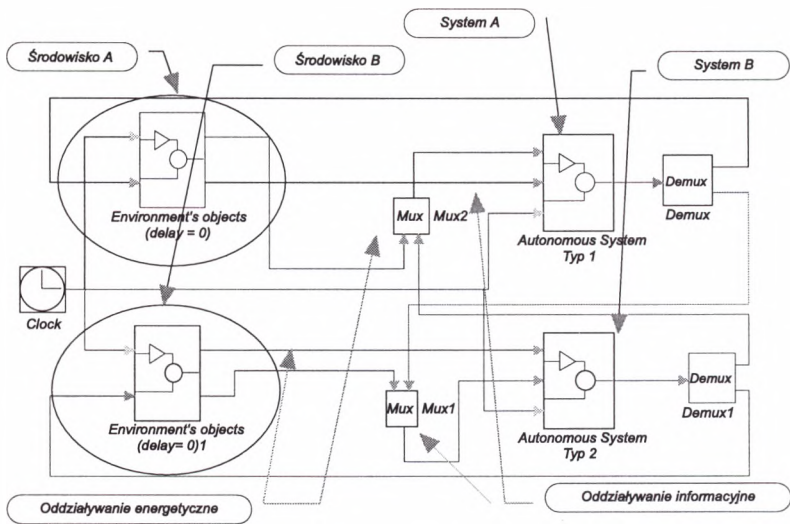 System A
Środowisko A
Środowisko B
System B
Environment's objects
(delay = 0)
Mux
Mux2
Autonomous System
Typ 1
Demux
Demux
Clock
Environment's objects
(delay= 0)1
Mux
Mux1
Autonomous System
Typ 2
Demux
Demux1
Oddziaływanie energetyczne
Oddziaływanie informacyjne